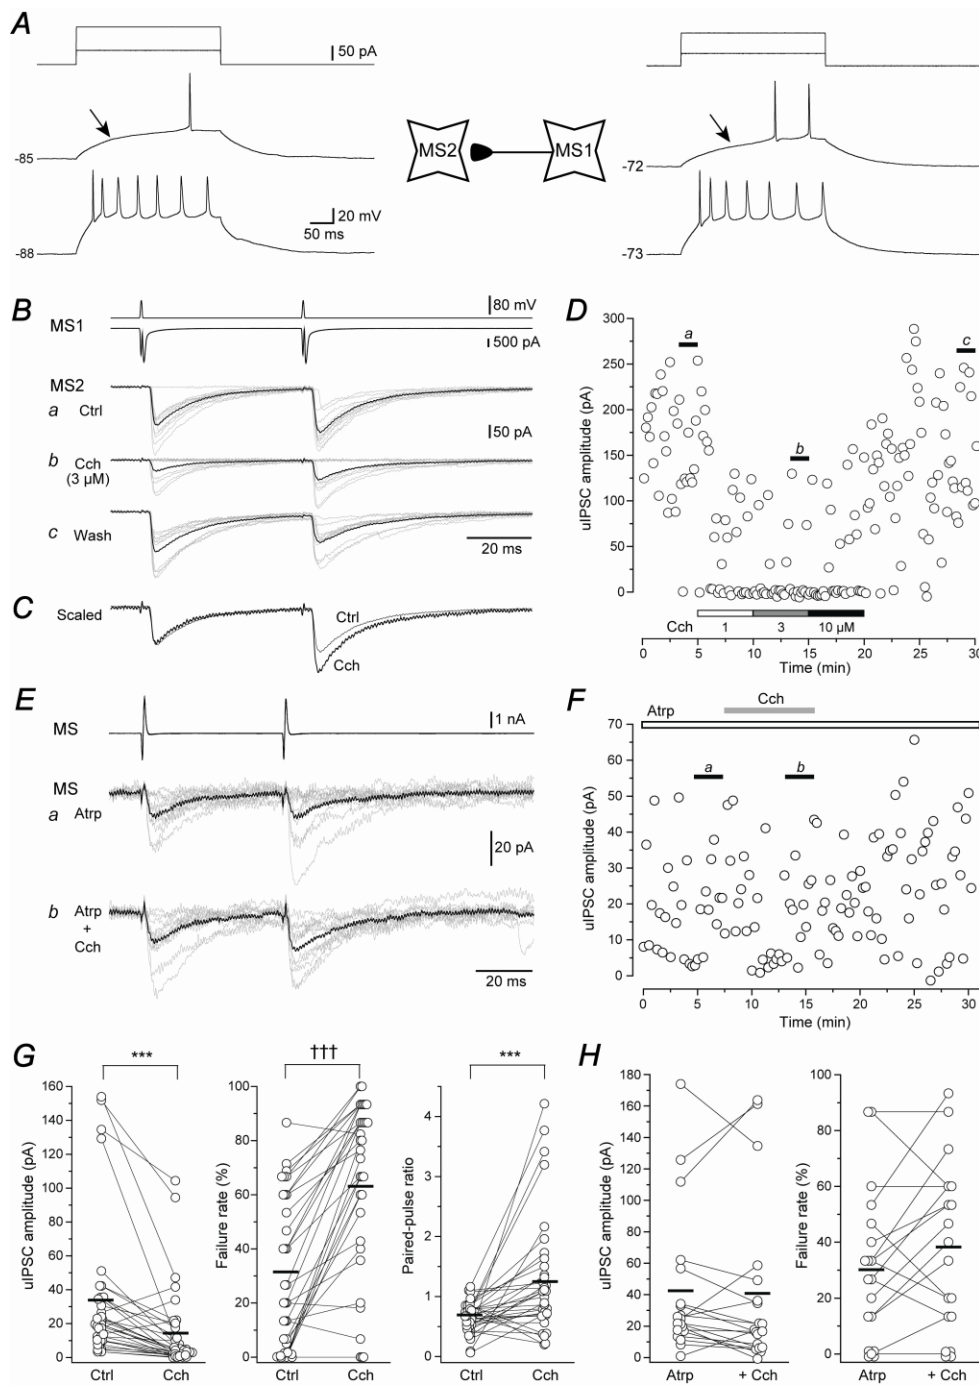 A
50 pA
-85
-88
20 mV
50 ms
MS2
MS1
-72
-73
B
MS1
80 mV
500 pA
MS2
a Ctrl
50 pA
b Cch
(3 µM)
c Wash
20 ms
C
Scaled
Ctrl
Cch
D
uIPSC amplitude (pA)
300
250
200
150
100
50
0
a
b
c
Cch
1
3
10 µM
0 5 10 15 20 25 30
Time (min)
E
MS
1 nA
MS
a Atrp
20 pA
b Atrp
+
Cch
20 ms
F
Cch
Atrp
a
b
uIPSC amplitude (pA)
70
60
50
40
30
20
10
0
0 5 10 15 20 25 30
Time (min)
G
***
uIPSC amplitude (pA)
160
140
120
100
80
60
40
20
0
Ctrl Cch
†††
Failure rate (%)
100
80
60
40
20
0
Ctrl Cch
***
Paired-pulse ratio
4
3
2
1
0
Ctrl Cch
H
uIPSC amplitude (pA)
180
160
140
120
100
80
60
40
20
0
Atrp + Cch
Failure rate (%)
100
80
60
40
20
0
Atrp + Cch